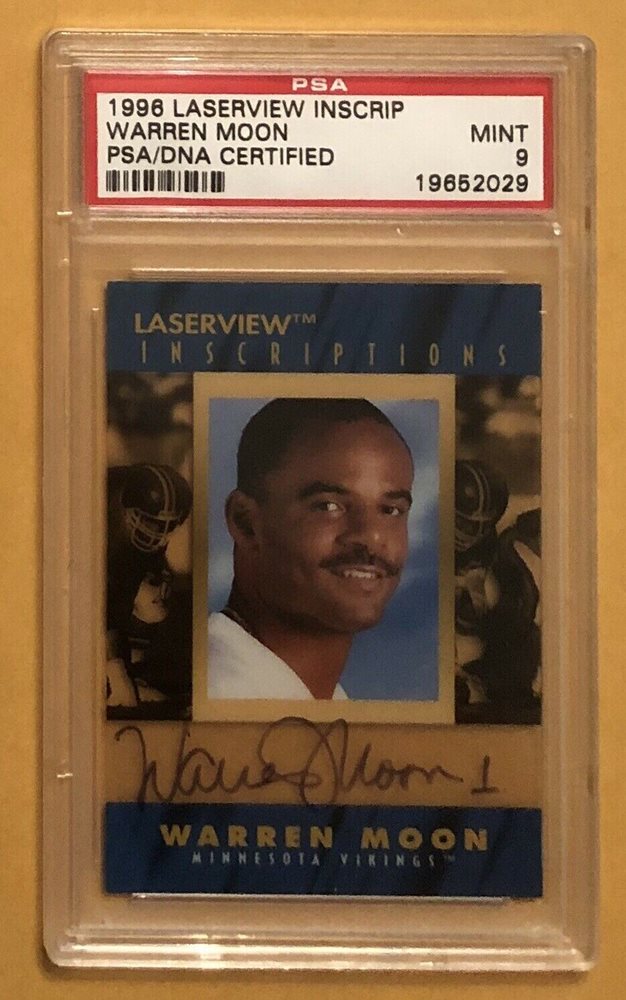 PSA
1996 LASERVIEW INSCRIP
WARREN MOON MINT
PSA/DNA CERTIFIED 9
19652029
LASERVIEW™
INSCRIPTIONS
Warren Moon 1
WARREN MOON
MINNESOTA VIKINGS™